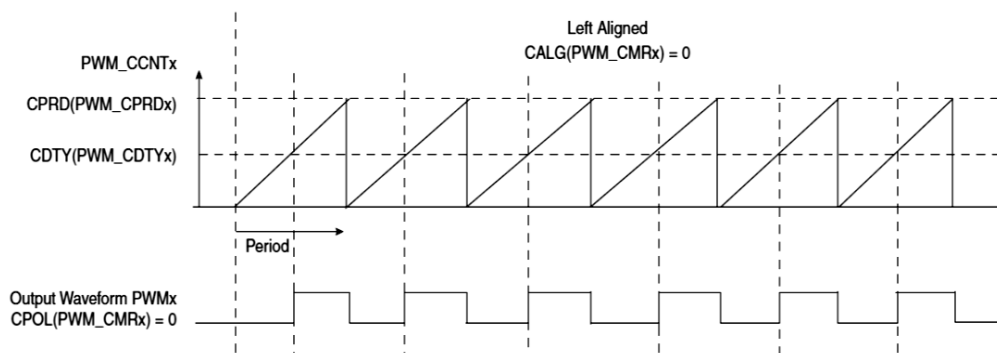 Left Aligned
CALG(PWM_CMRx) = 0
PWM_CCNTx
CPRD(PWM_CPRDx)
CDTY(PWM_CDTYx)
Period
Output Waveform PWMx
CPOL(PWM_CMRx) = 0